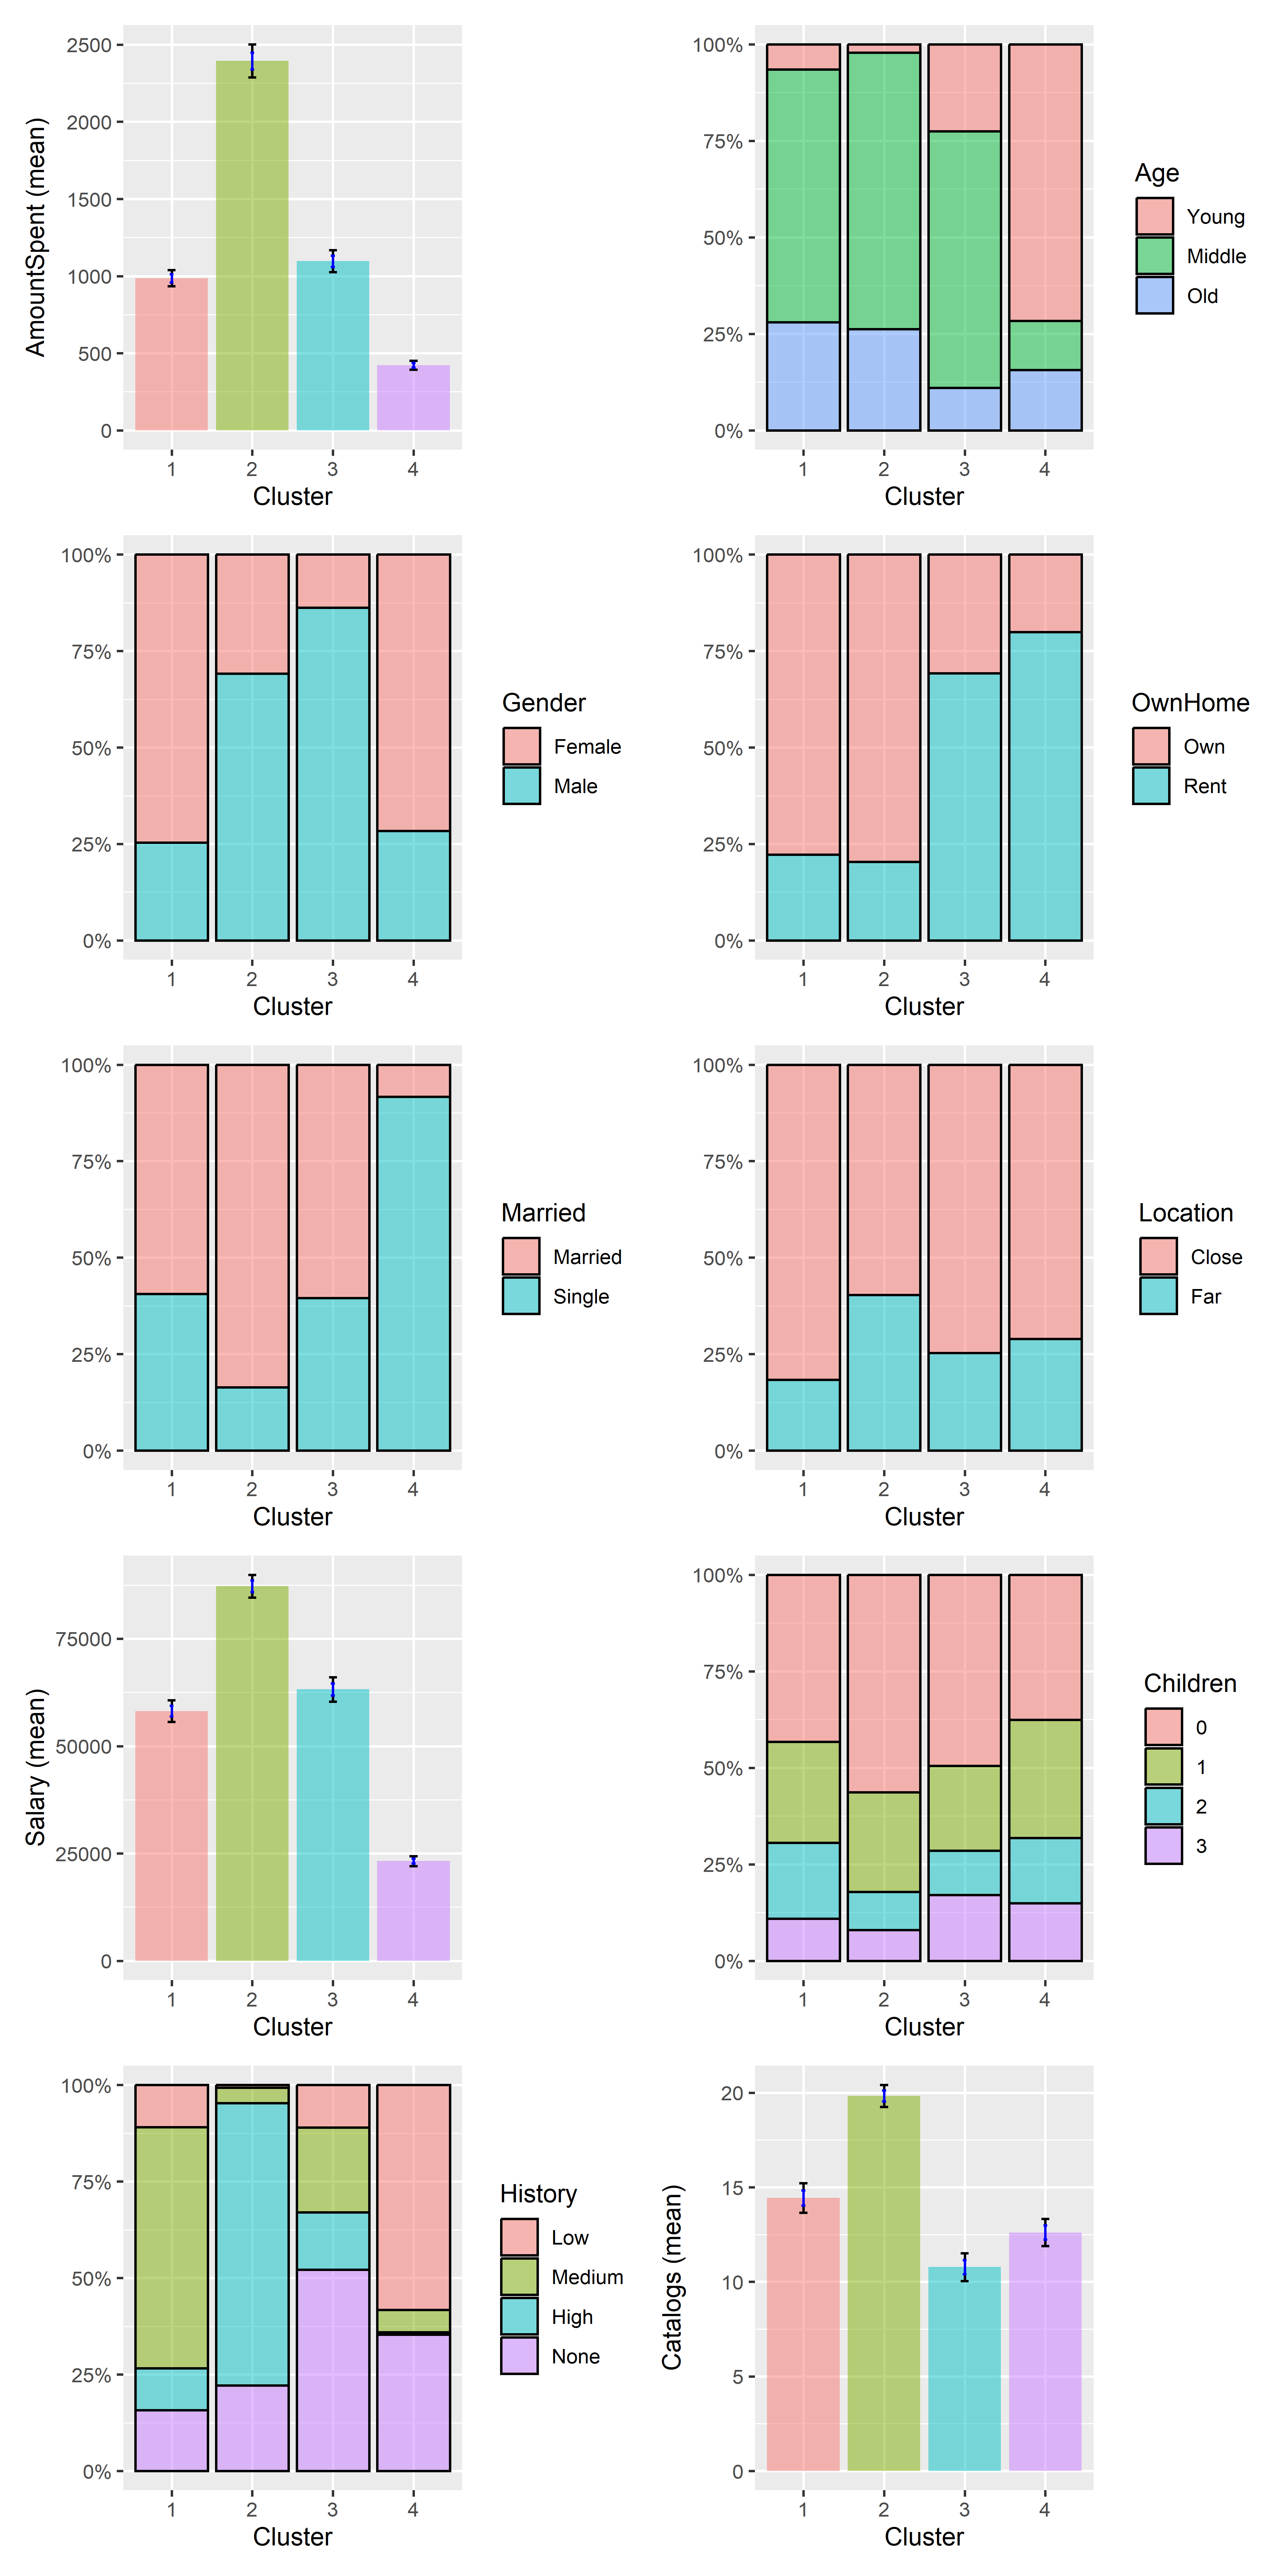 2500
2000
1500
1000
500
0
AmountSpent (mean)
1 2 3 4
Cluster
100%
75%
50%
25%
0%
1 2 3 4
Cluster
Age
Young
Middle
Old
100%
75%
50%
25%
0%
1 2 3 4
Cluster
Gender
Female
Male
100%
75%
50%
25%
0%
1 2 3 4
Cluster
OwnHome
Own
Rent
100%
75%
50%
25%
0%
1 2 3 4
Cluster
Married
Married
Single
100%
75%
50%
25%
0%
1 2 3 4
Cluster
Location
Close
Far
75000
50000
25000
0
Salary (mean)
1 2 3 4
Cluster
100%
75%
50%
25%
0%
1 2 3 4
Cluster
Children
0
1
2
3
100%
75%
50%
25%
0%
1 2 3 4
Cluster
History
Low
Medium
High
None
20
15
10
5
0
Catalogs (mean)
1 2 3 4
Cluster